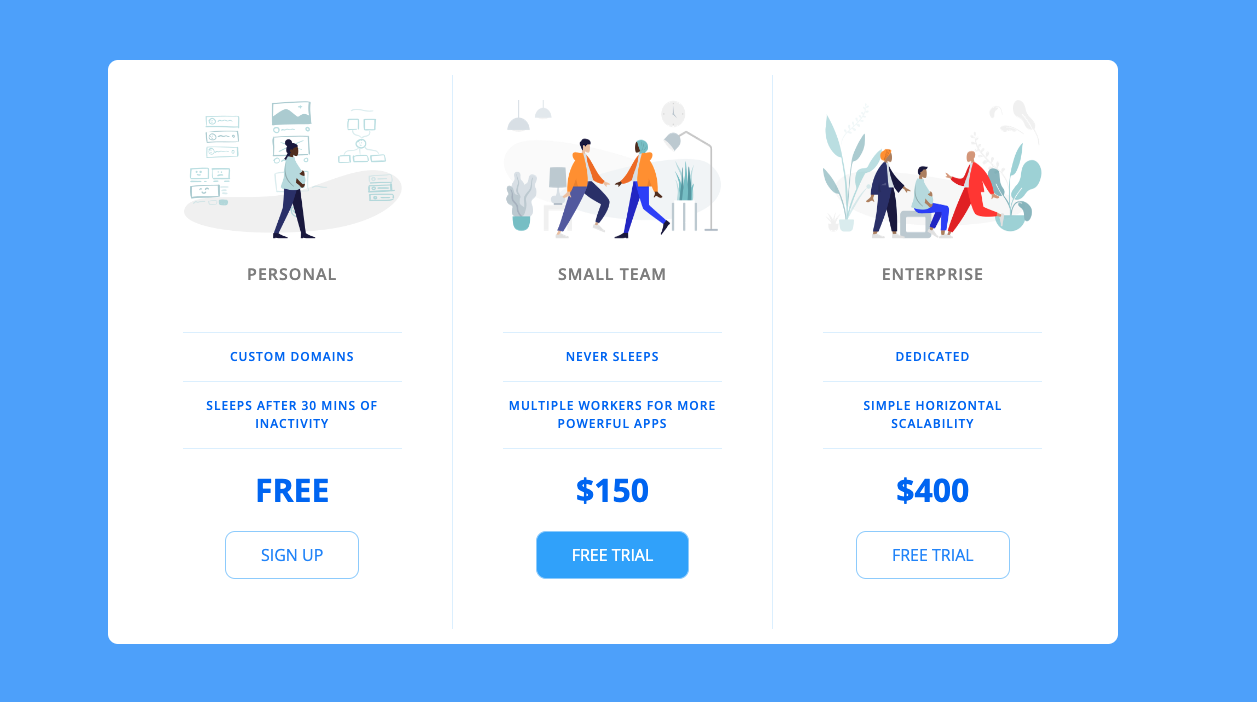 PERSONAL
CUSTOM DOMAINS
SLEEPS AFTER 30 MINS OF
INACTIVITY
FREE
SIGN UP
SMALL TEAM
NEVER SLEEPS
MULTIPLE WORKERS FOR MORE
POWERFUL APPS
$150
FREE TRIAL
ENTERPRISE
DEDICATED
SIMPLE HORIZONTAL
SCALABILITY
$400
FREE TRIAL